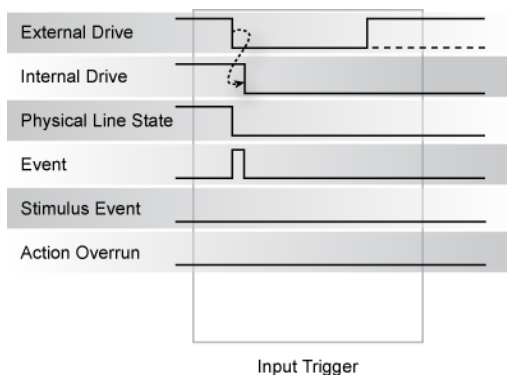 External Drive
Internal Drive
Physical Line State
Event
Stimulus Event
Action Overrun
Input Trigger